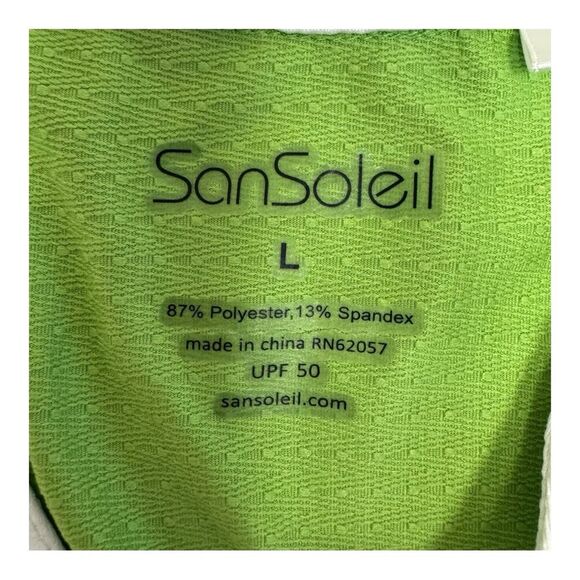 SanSoleil
L
87% Polyester,13% Spandex
made in china RN62057
UPF 50
sansoleil.com